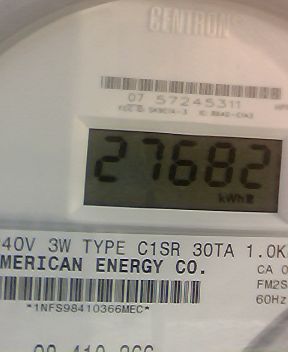 CENTRON
07 57245311
27682
kWh
40V 3W TYPE C1SR 30TA 1.0K
MERICAN ENERGY CO.
CA 0
FM2S
60Hz
*1NFS98410366MEC*